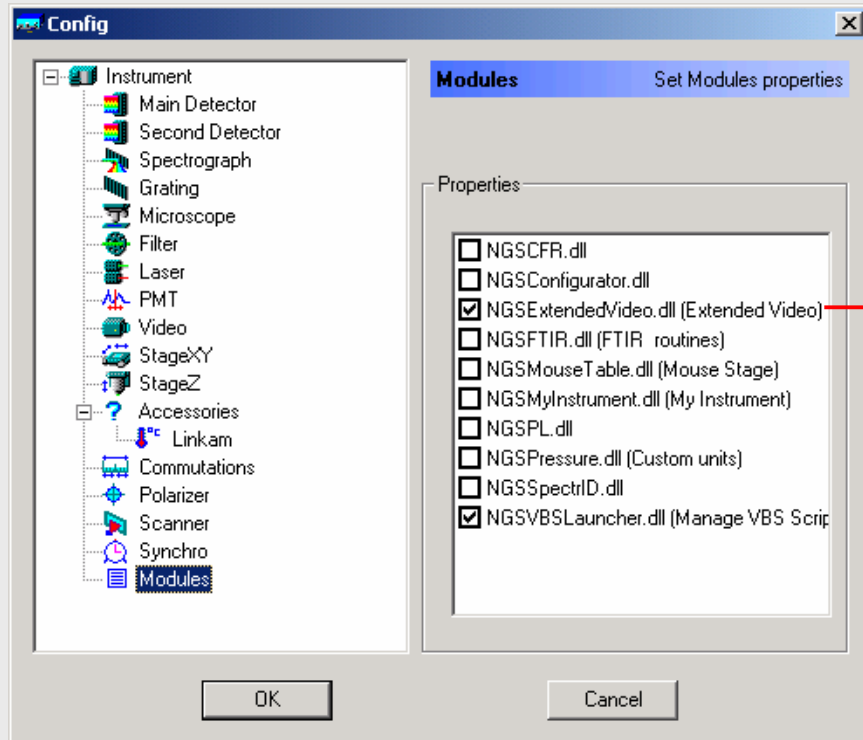 Config
Instrument
Main Detector
Second Detector
Spectrograph
Grating
Microscope
Filter
Laser
PMT
Video
StageXY
StageZ
Accessories
°C
Linkam
Commutations
Polarizer
Scanner
Synchro
Modules
Modules Set Modules properties
Properties
NGSCFR.dll
NGSConfigurator.dll
NGSExtendedVideo.dll (Extended Video)
NGSFTIR.dll (FTIR routines)
NGSMouseTable.dll (Mouse Stage)
NGSMyInstrument.dll (My Instrument)
NGSPL.dll
NGSPressure.dll (Custom units)
NGSSpectrID.dll
NGSVBSLauncher.dll (Manage VBS Scrip
OK
Cancel